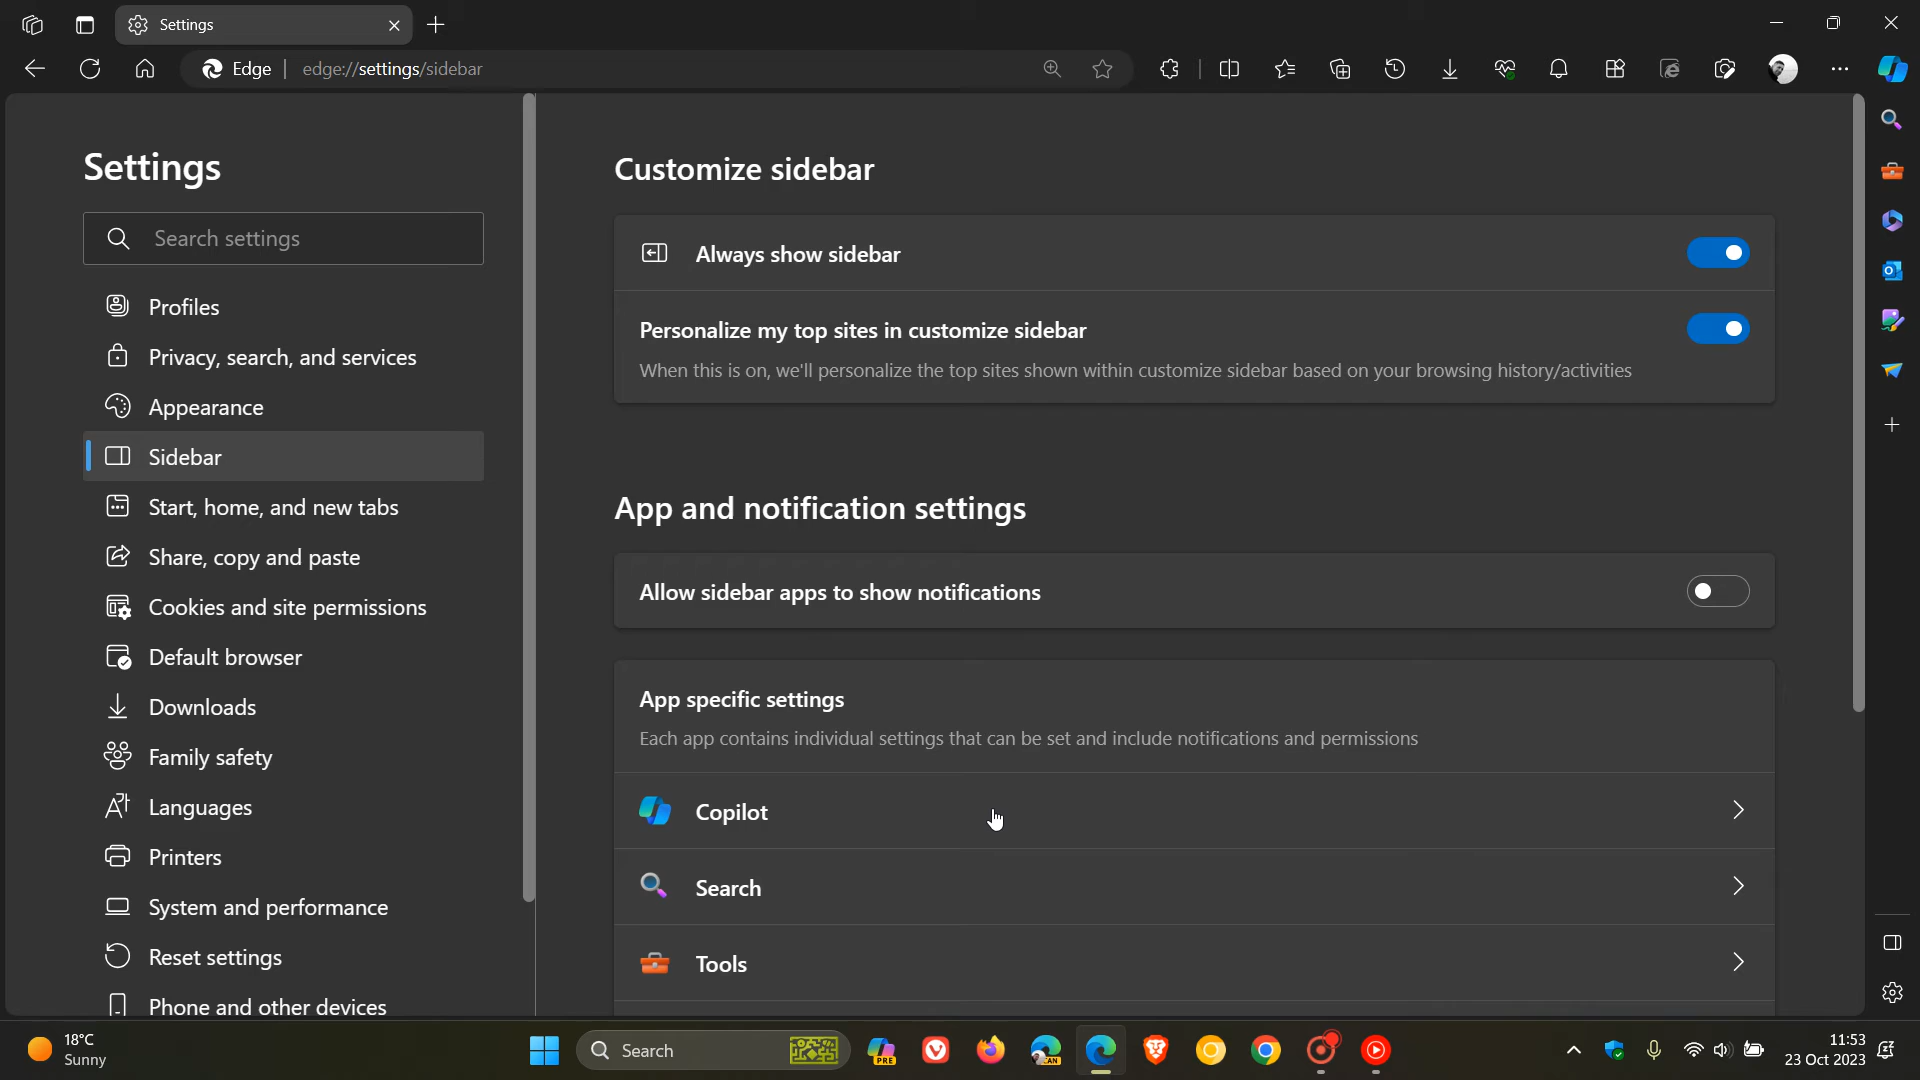 Settings
Edge
edge://settings/sidebar
Settings
Search settings
Profiles
Privacy, search, and services
Appearance
Sidebar
Start, home, and new tabs
Share, copy and paste
Cookies and site permissions
Default browser
Downloads
Family safety
Languages
Printers
System and performance
Reset settings
Phone and other devices
Customize sidebar
Always show sidebar
Personalize my top sites in customize sidebar
When this is on, we'll personalize the top sites shown within customize sidebar based on your browsing history/activities
App and notification settings
Allow sidebar apps to show notifications
App specific settings
Each app contains individual settings that can be set and include notifications and permissions
Copilot
Search
Tools
18°C
Sunny
Search
PRE
CAN
11:53
23 Oct 2023